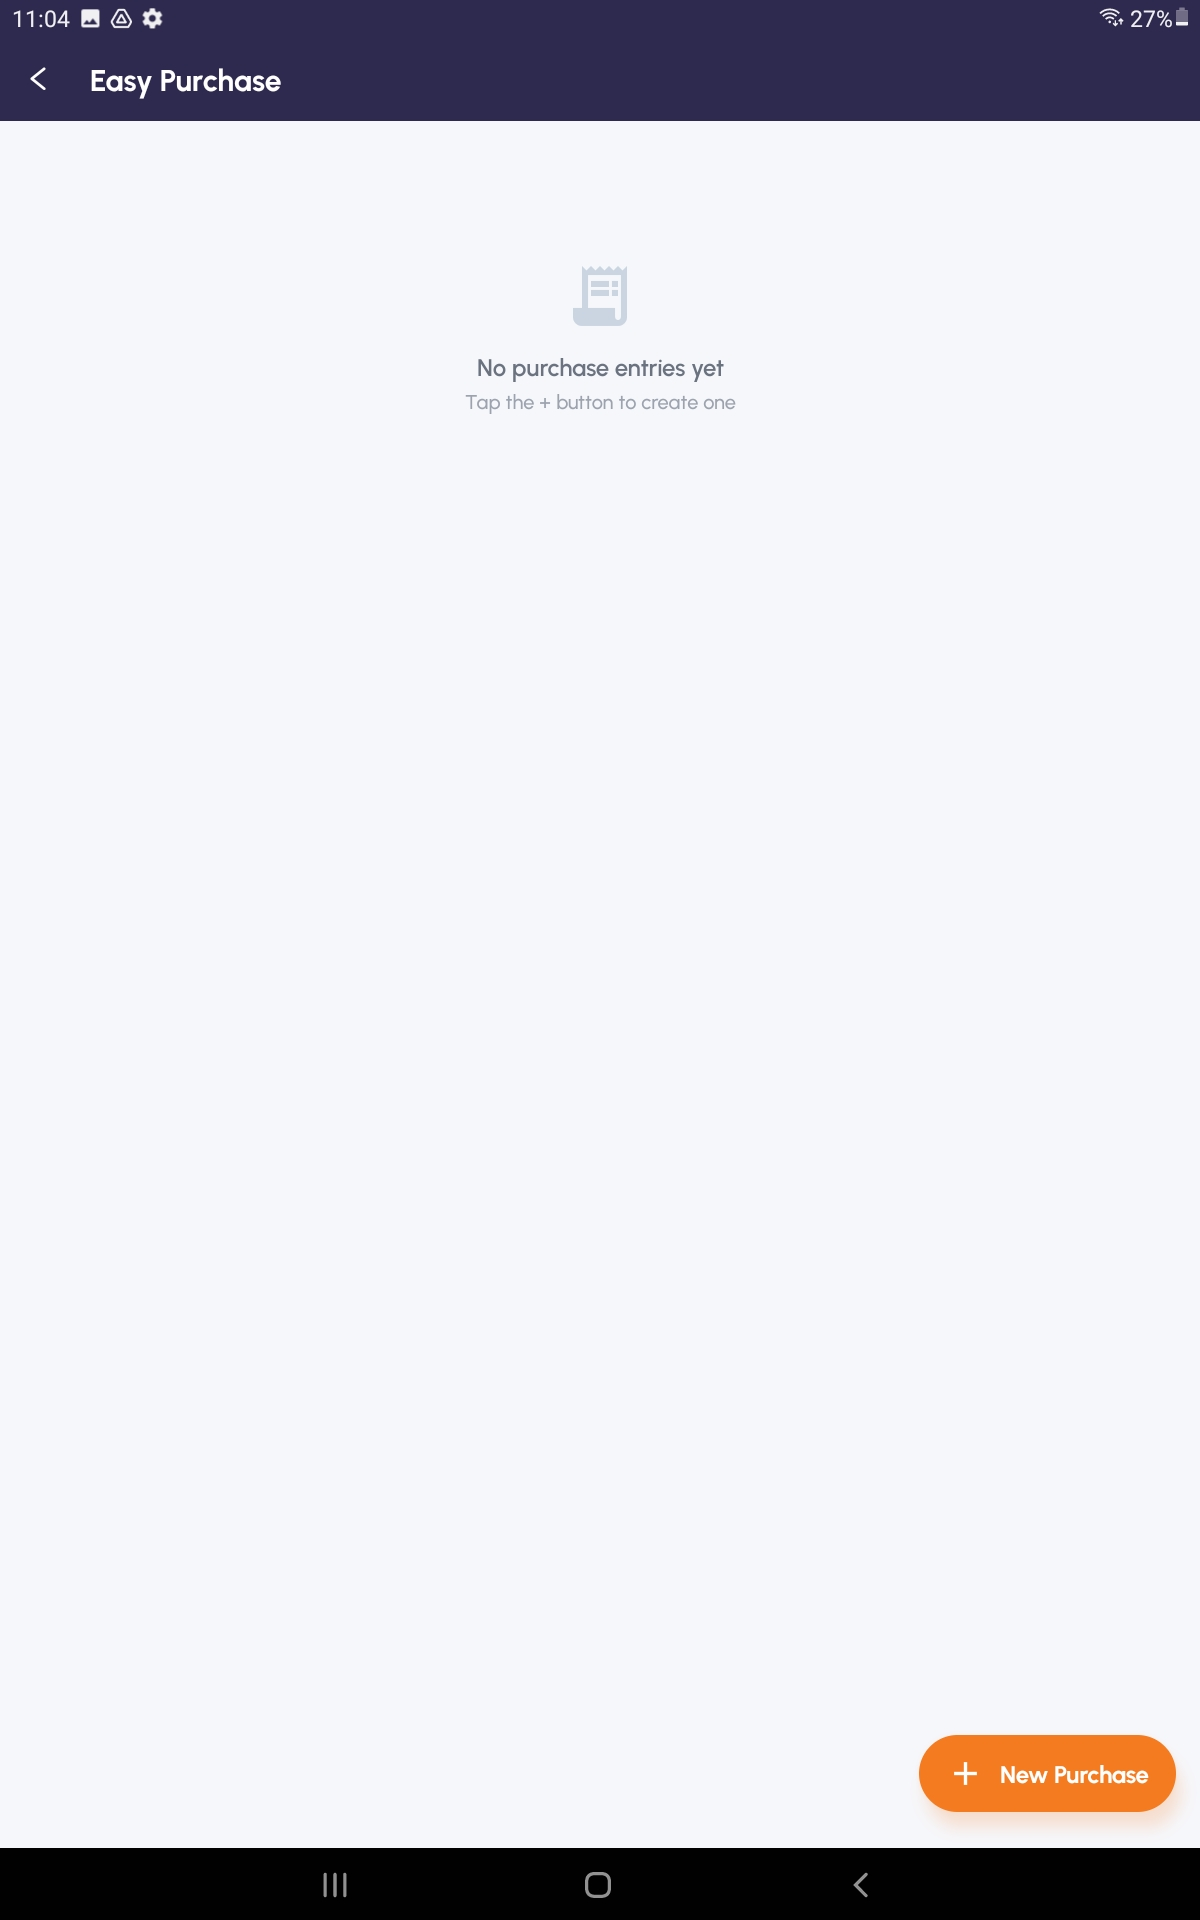 11:04
27%
Easy Purchase
No purchase entries yet
Tap the + button to create one
+ New Purchase